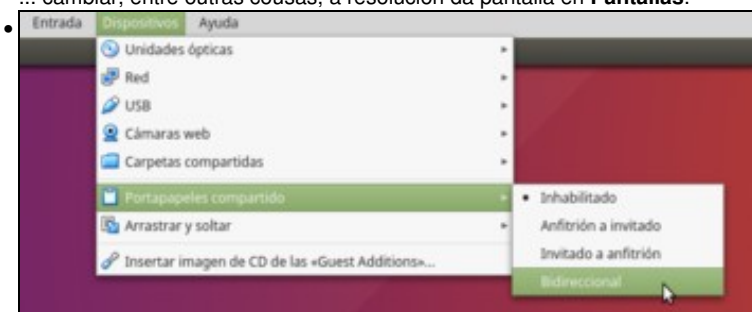 ... cambiar, entre outras cousas, a resolución da pantalla en Pantallas.
Entrada Dispositivos Ayuda
Unidades ópticas
Red
USB
Cámaras web
Carpetas compartidas
Portapapeles compartido
Inhabilitado
Arrastrar y soltar
Anfitrión a invitado
Invitado a anfitrión
Insertar imagen de CD de las «Guest Additions»...
Bidireccional